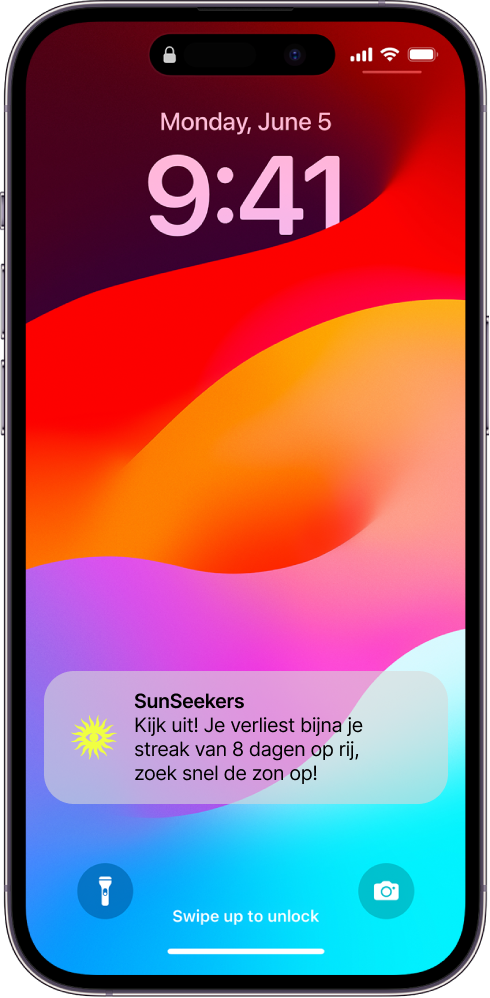 Monday, June 5
9:41
SunSeekers
Kijk uit! Je verliest bijna je
streak van 8 dagen op rij,
zoek snel de zon op!
Swipe up to unlock